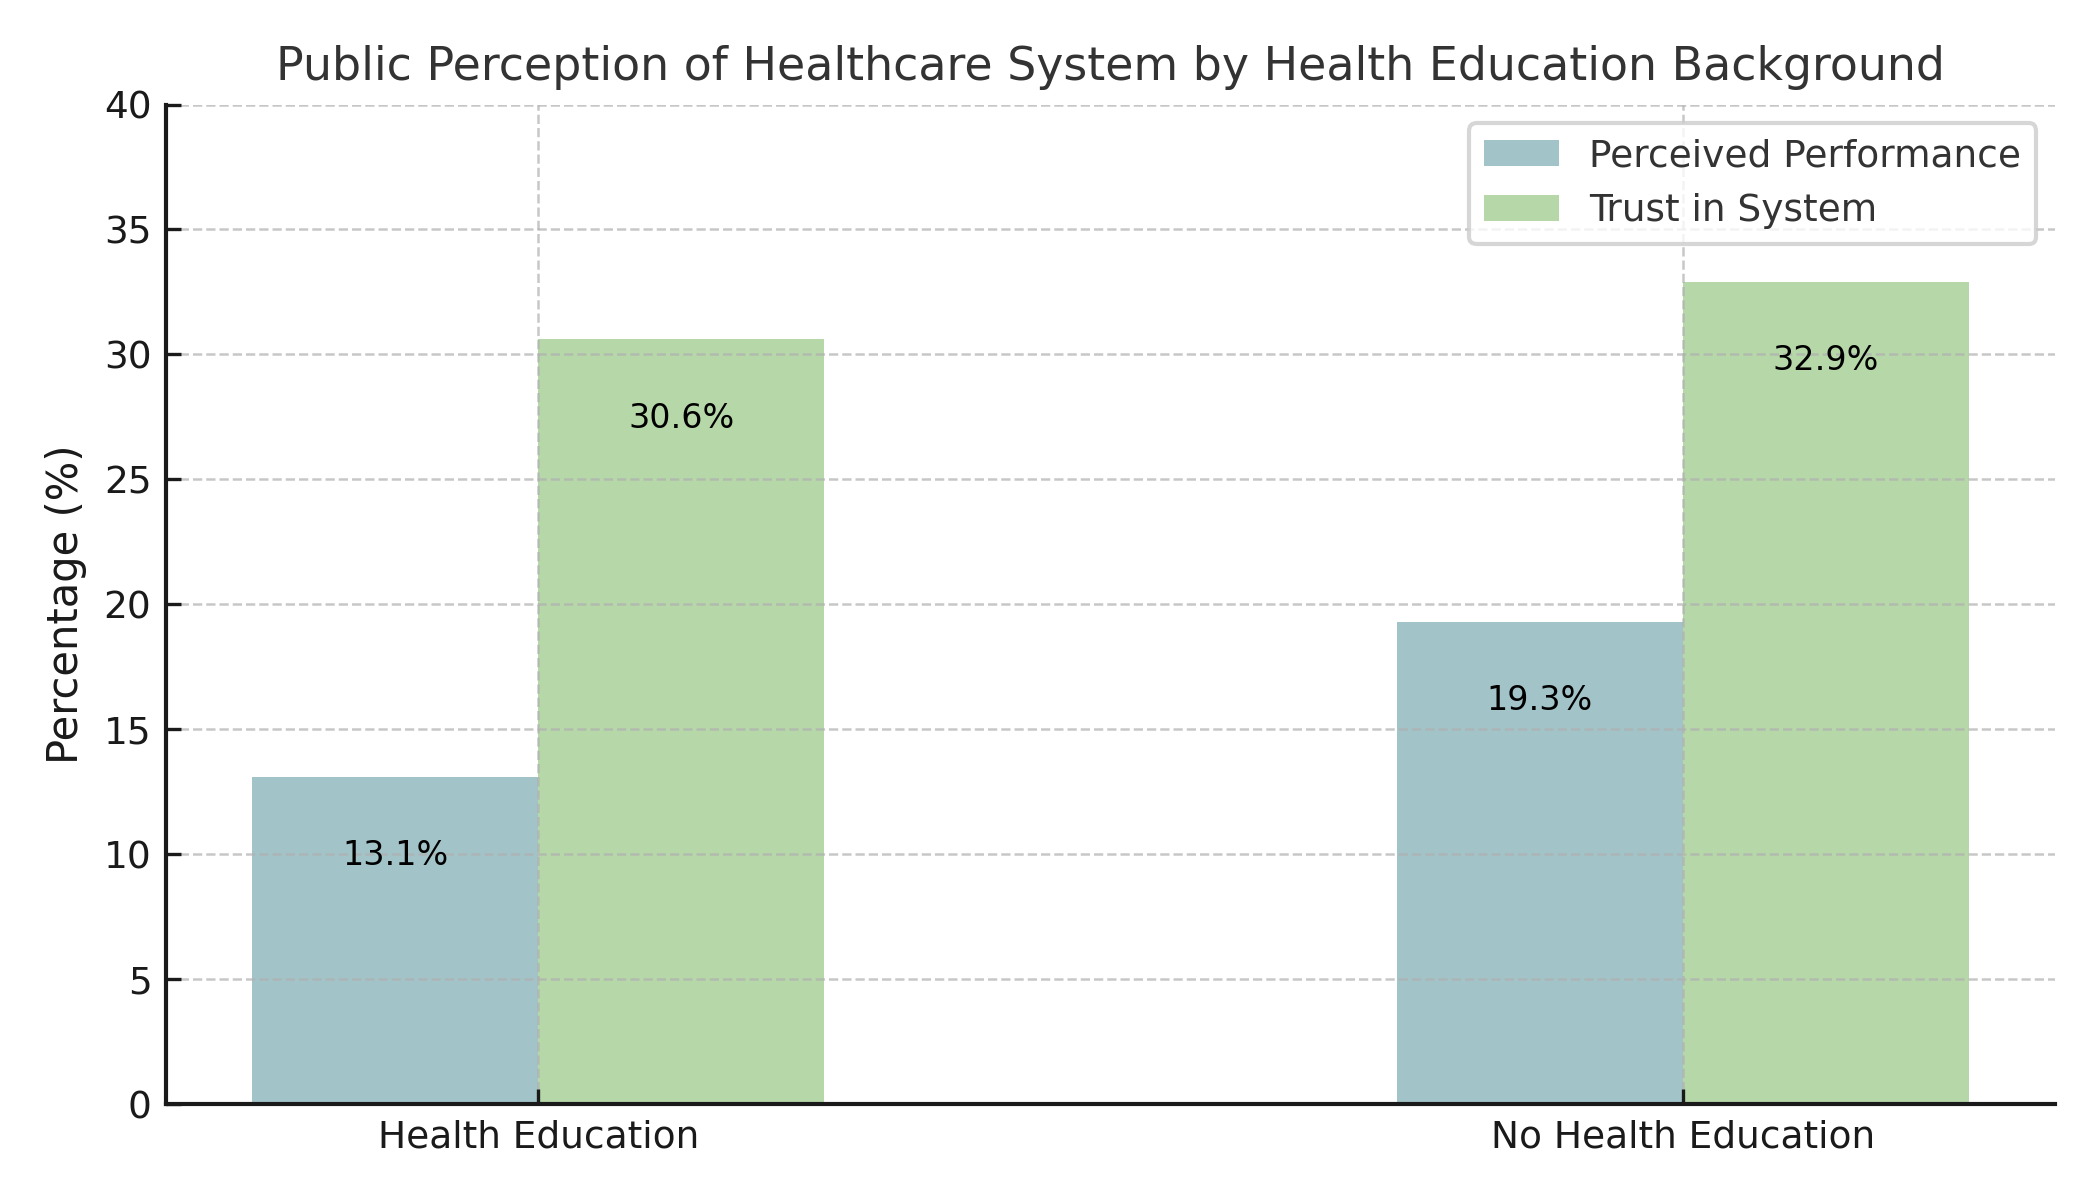 Public Perception of Healthcare System by Health Education Background
Perceived Performance
Trust in System
Percentage (%)
40
35
30
25
20
15
10
5
0
13.1%
30.6%
19.3%
32.9%
Health Education
No Health Education